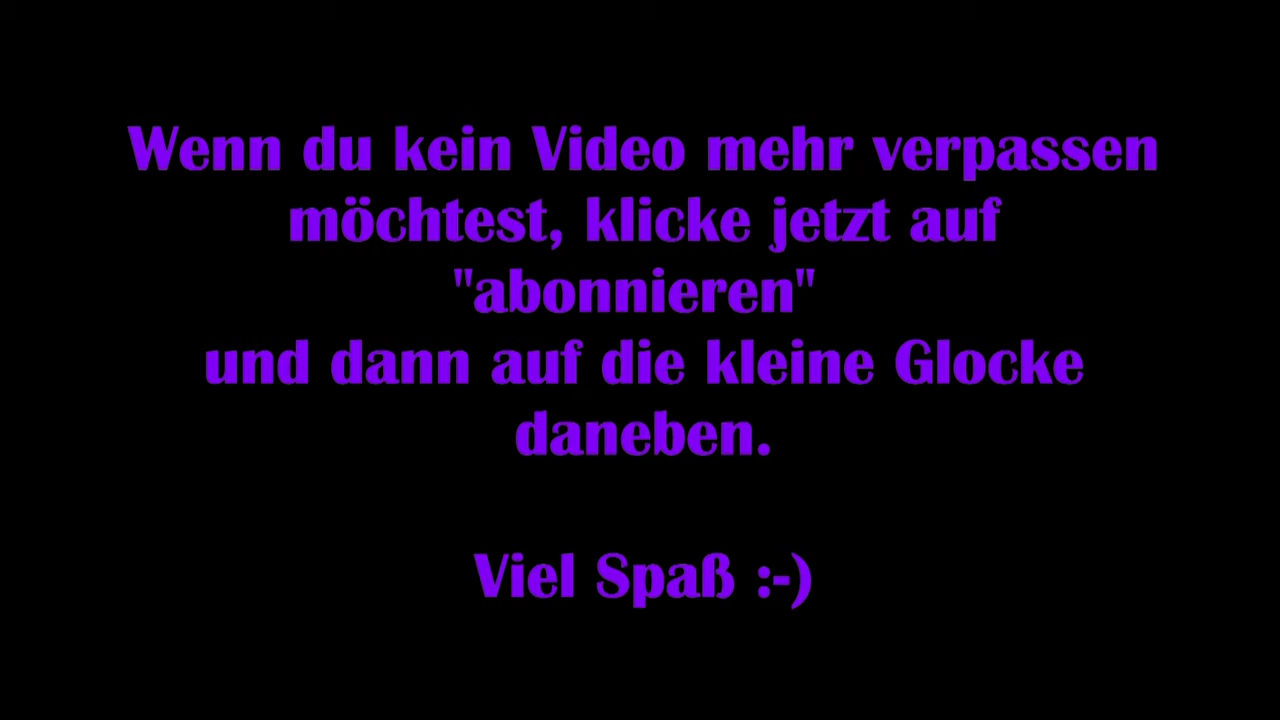 Wenn du kein Video mehr verpassen
möchtest, klicke jetzt auf
"abonnieren"
und dann auf die kleine Glocke
daneben.
Viel Spaß :-)